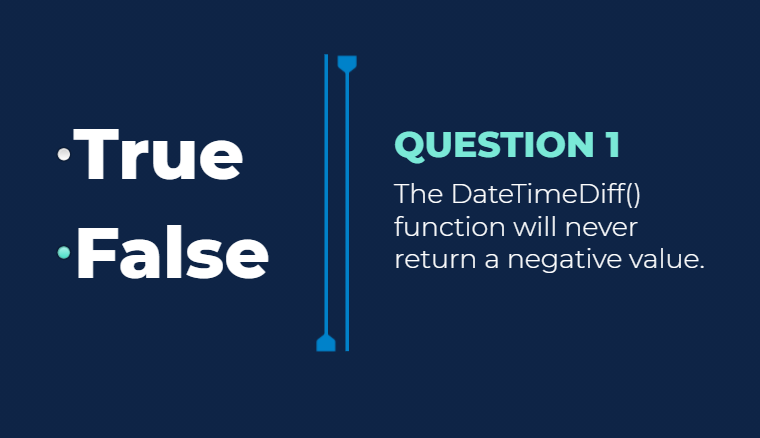 •True
•False
QUESTION 1
The DateTimeDiff()
function will never
return a negative value.